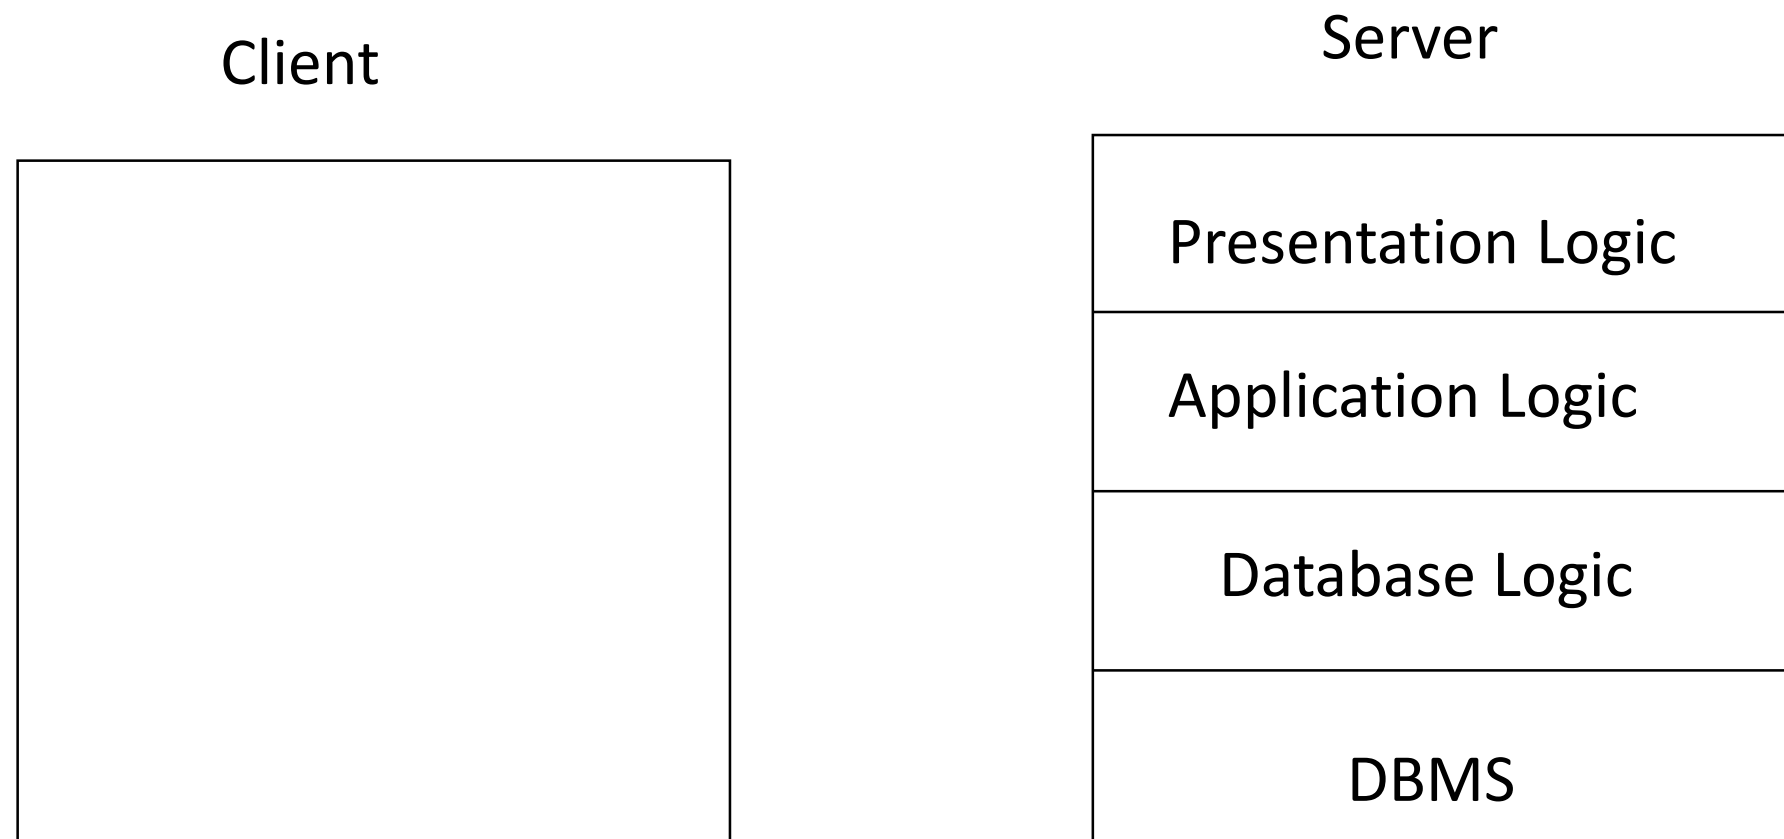 Client
Server
Presentation Logic
Application Logic
Database Logic
DBMS